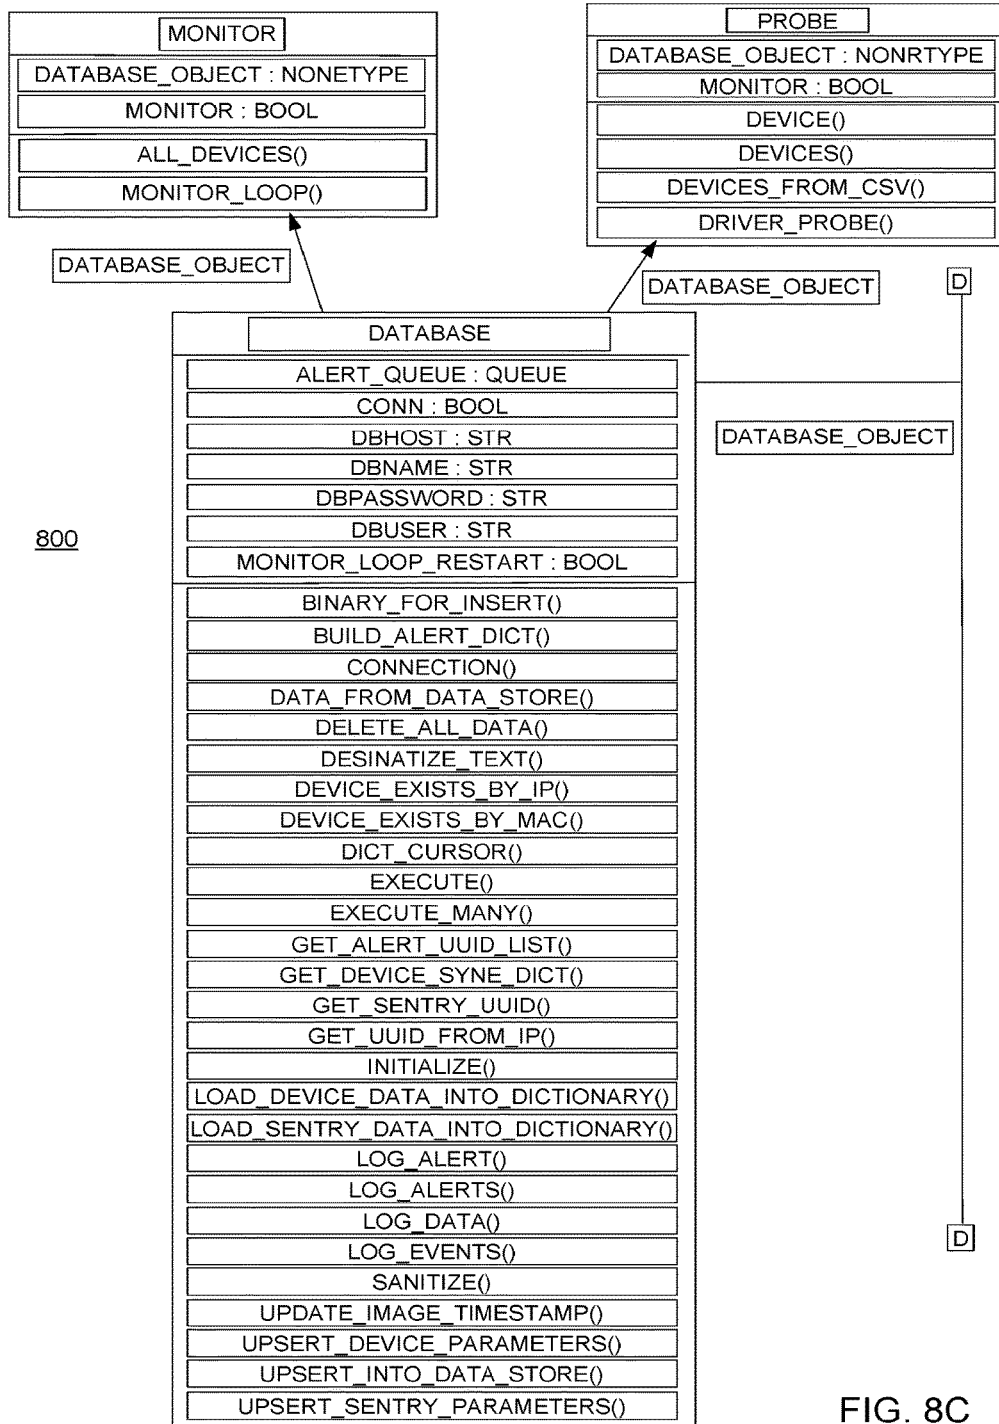 MONITOR
DATABASE_OBJECT : NONETYPE
MONITOR : BOOL
ALL_DEVICES()
MONITOR_LOOP()
PROBE
DATABASE_OBJECT : NONRTYPE
MONITOR : BOOL
DEVICE()
DEVICES()
DEVICES_FROM_CSV()
DRIVER_PROBE()
DATABASE_OBJECT
DATABASE_OBJECT
D
DATABASE
ALERT_QUEUE : QUEUE
CONN : BOOL
DBHOST : STR
DBNAME : STR
DBPASSWORD : STR
DBUSER : STR
MONITOR_LOOP_RESTART : BOOL
DATABASE_OBJECT
800
BINARY_FOR_INSERT()
BUILD_ALERT_DICT()
CONNECTION()
DATA_FROM_DATA_STORE()
DELETE_ALL_DATA()
DESINATIZE_TEXT()
DEVICE_EXISTS_BY_IP()
DEVICE_EXISTS_BY_MAC()
DICT_CURSOR()
EXECUTE()
EXECUTE_MANY()
GET_ALERT_UUID_LIST()
GET_DEVICE_SYNE_DICT()
GET_SENTRY_UUID()
GET_UUID_FROM_IP()
INITIALIZE()
LOAD_DEVICE_DATA_INTO_DICTIONARY()
LOAD_SENTRY_DATA_INTO_DICTIONARY()
LOG_ALERT()
LOG_ALERTS()
LOG_DATA()
LOG_EVENTS()
SANITIZE()
UPDATE_IMAGE_TIMESTAMP()
UPSERT_DEVICE_PARAMETERS()
UPSERT_INTO_DATA_STORE()
UPSERT_SENTRY_PARAMETERS()
D
FIG. 8C